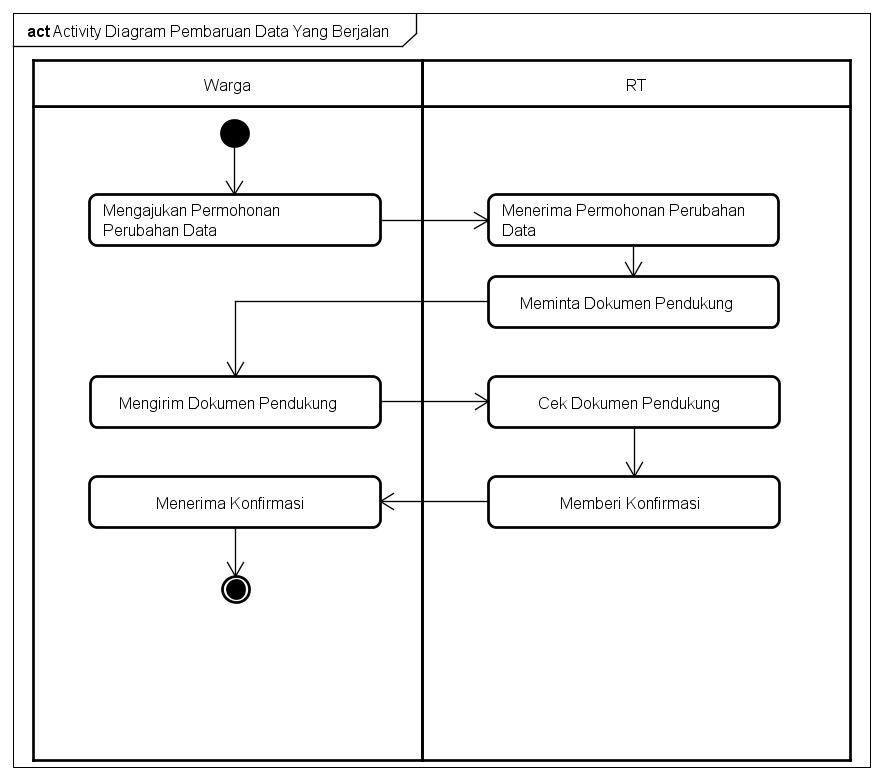 act Activity Diagram Pembaruan Data Yang Berjalan
Warga
RT
Mengajukan Permohonan
Perubahan Data
Menerima Permohonan Perubahan
Data
Meminta Dokumen Pendukung
Mengirim Dokumen Pendukung
Cek Dokumen Pendukung
Menerima Konfirmasi
Memberi Konfirmasi